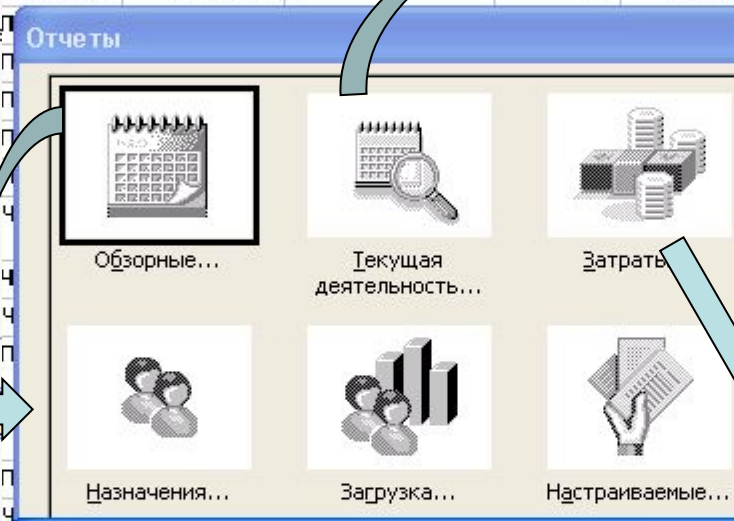 Отчеты
Обзорные...
Текущая
деятельность...
Затраты
Назначения...
Загрузка...
Настраиваемые...